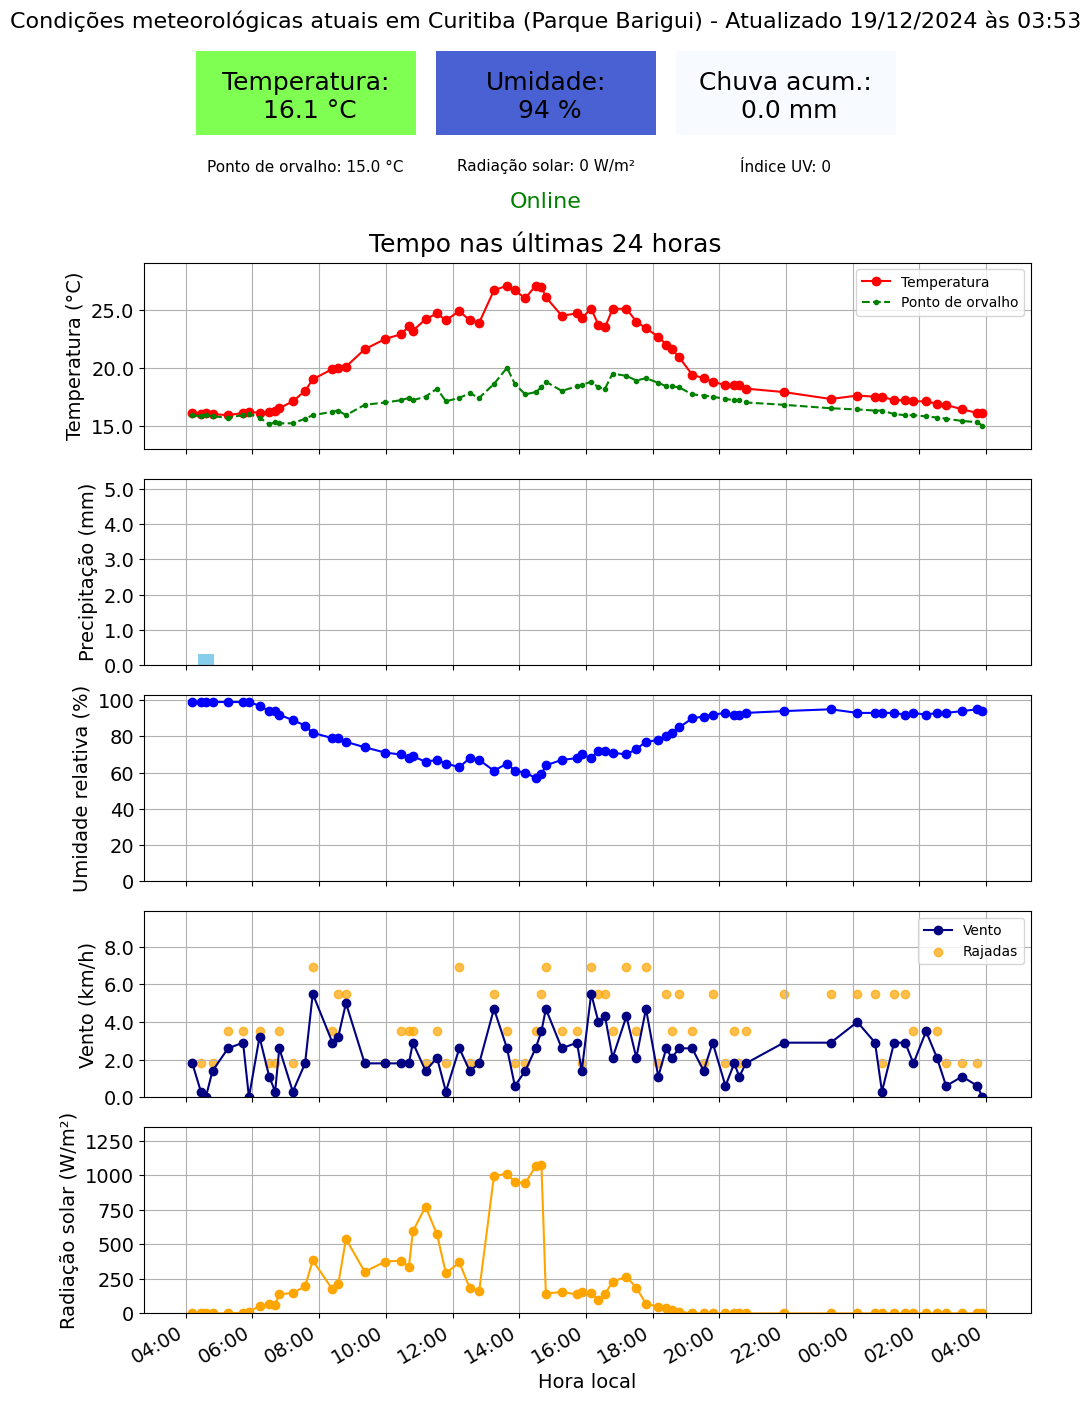 Condições meteorológicas atuais em Curitiba (Parque Barigui) - Atualizado 19/12/2024 às 03:53
Temperatura:
16.1 °C
Umidade:
94 %
Chuva acum.:
0.0 mm
Ponto de orvalho: 15.0 °C
Radiação solar: 0 W/m²
Índice UV: 0
Online
Tempo nas últimas 24 horas
Temperatura (°C)
25.0
20.0
15.0
Temperatura
Ponto de orvalho
Precipitação (mm)
5.0
4.0
3.0
2.0
1.0
0.0
Umidade relativa (%)
100
80
60
40
20
0
Vento (km/h)
8.0
6.0
4.0
2.0
0.0
Vento
Rajadas
Radiação solar (W/m²)
1250
1000
750
500
250
0
04:00
06:00
08:00
10:00
12:00
14:00
16:00
18:00
20:00
22:00
00:00
02:00
04:00
Hora local